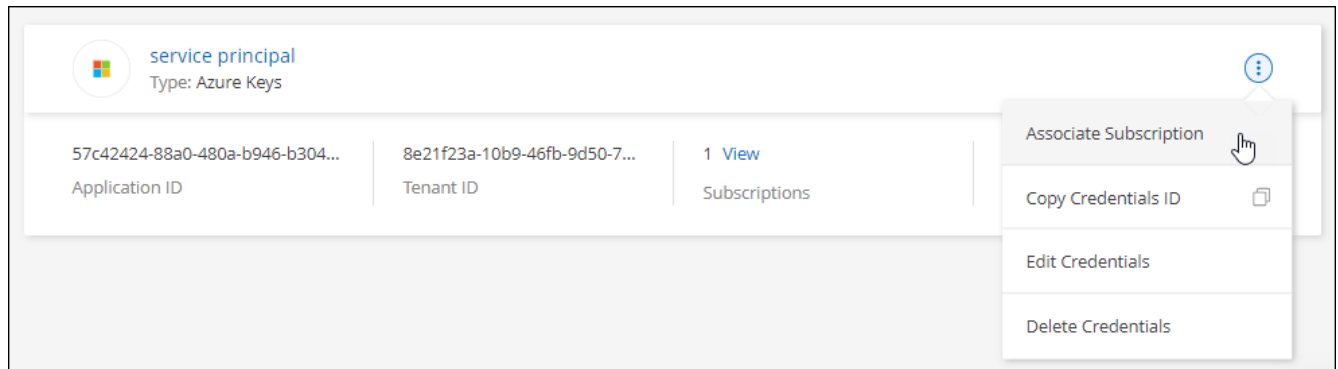 service principal
Type: Azure Keys
57c42424-88a0-480a-b946-b304...
Application ID
8e21f23a-10b9-46fb-9d50-7...
Tenant ID
1 View
Subscriptions
Associate Subscription
Copy Credentials ID
Edit Credentials
Delete Credentials